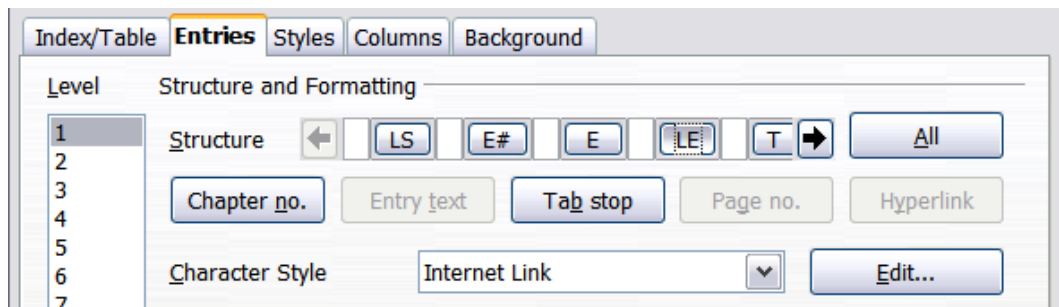 Index/Table Entries Styles Columns Background
Level Structure and Formatting
1 Structure LS E# E LE T All
2
3 Chapter no. Entry text Tab stop Page no. Hyperlink
4
5
6 Character Style Internet Link Edit...
7